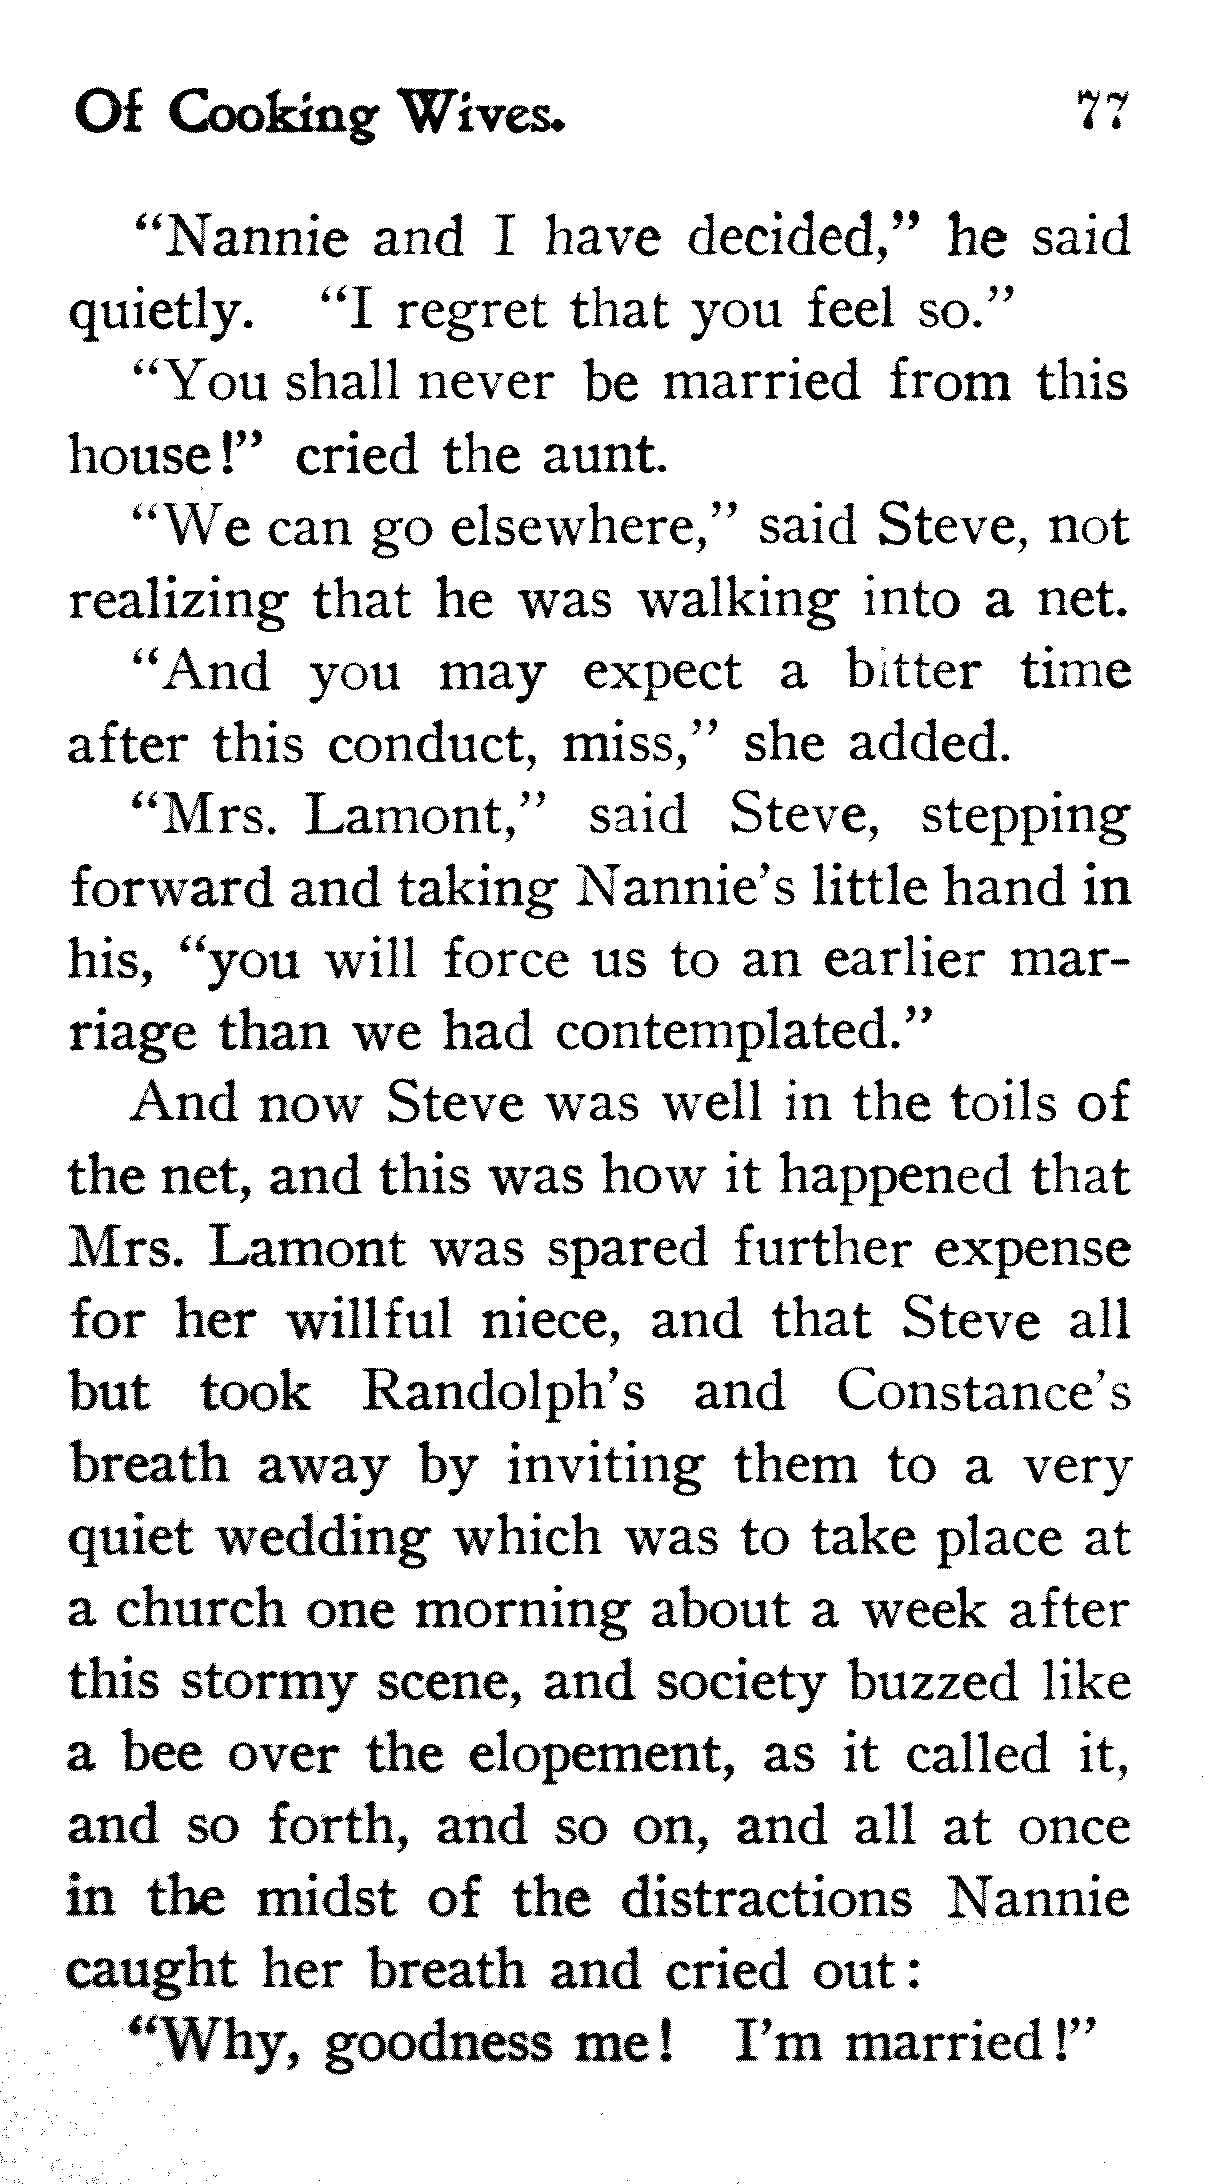 Of Cooking Wives. 77
"Nannie and I have decided," he said
quietly. "I regret that you feel so."
"You shall never be married from this
house!" cried the aunt.
"We can go elsewhere," said Steve, not
realizing that he was walking into a net.
"And you may expect a bitter time
after this conduct, miss," she added.
"Mrs. Lamont," said Steve, stepping
forward and taking Nannie's little hand in
his, "you will force us to an earlier mar-
riage than we had contemplated."
And now Steve was well in the toils of
the net, and this was how it happened that
Mrs. Lamont was spared further expense
for her willful niece, and that Steve all
but took Randolph's and Constance's
breath away by inviting them to a very
quiet wedding which was to take place at
a church one morning about a week after
this stormy scene, and society buzzed like
a bee over the elopement, as it called it,
and so forth, and so on, and all at once
in the midst of the distractions Nannie
caught her breath and cried out:
"Why, goodness me! I'm married!"